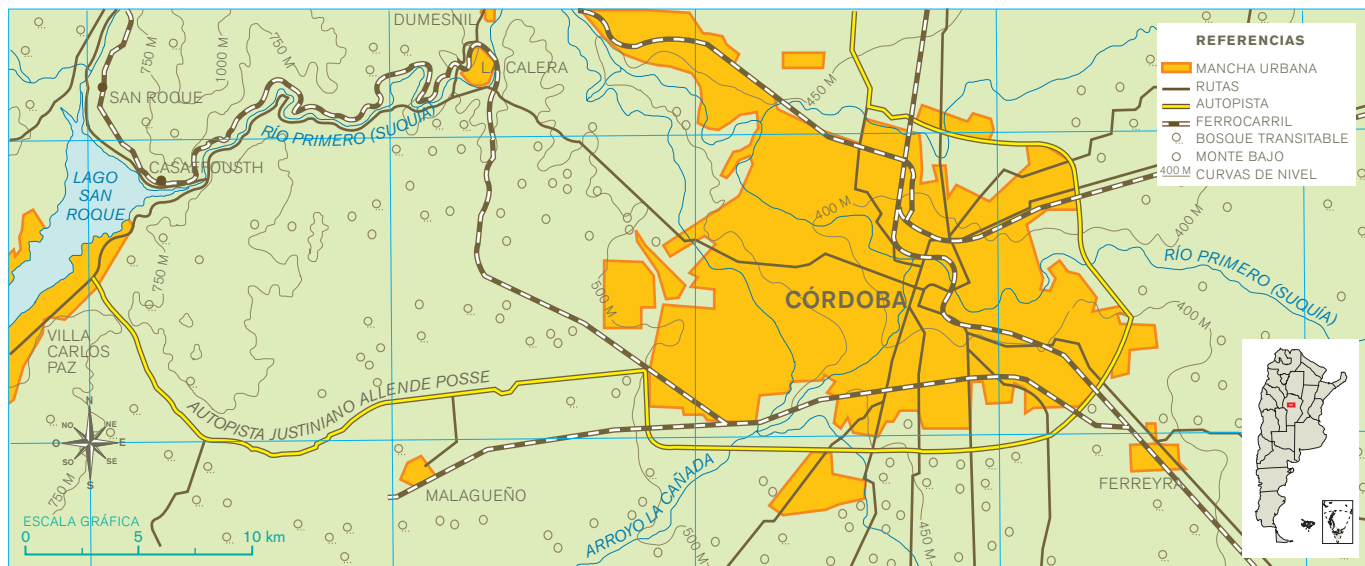 DUMESNIL
LA CALERA
750 M
1000 M
750 M
SAN ROQUE
RÍO PRIMERO (SUQUÍA)
CASA FOUSTH
LAGO
SAN
ROQUE
450 M
REFERENCIAS
MANCHA URBANA
RUTAS
AUTOPISTA
FERROCARRIL
BOSQUE TRANSITABLE
MONTE BAJO
400 M CURVAS DE NIVEL
400 M
400 M
750 M
500 M
CÓRDOBA
RÍO PRIMERO (SUQUÍA)
400 M
VILLA
CARLOS
PAZ
AUTOPISTA JUSTINIANO ALLENDE POSSE
N
NO
NE
O
E
SO
SE
S
750 M
MALAGUEÑO
ARROYO LA CAÑADA
500 M
450 M
FERREYRA
ESCALA GRÁFICA
0 5 10 km